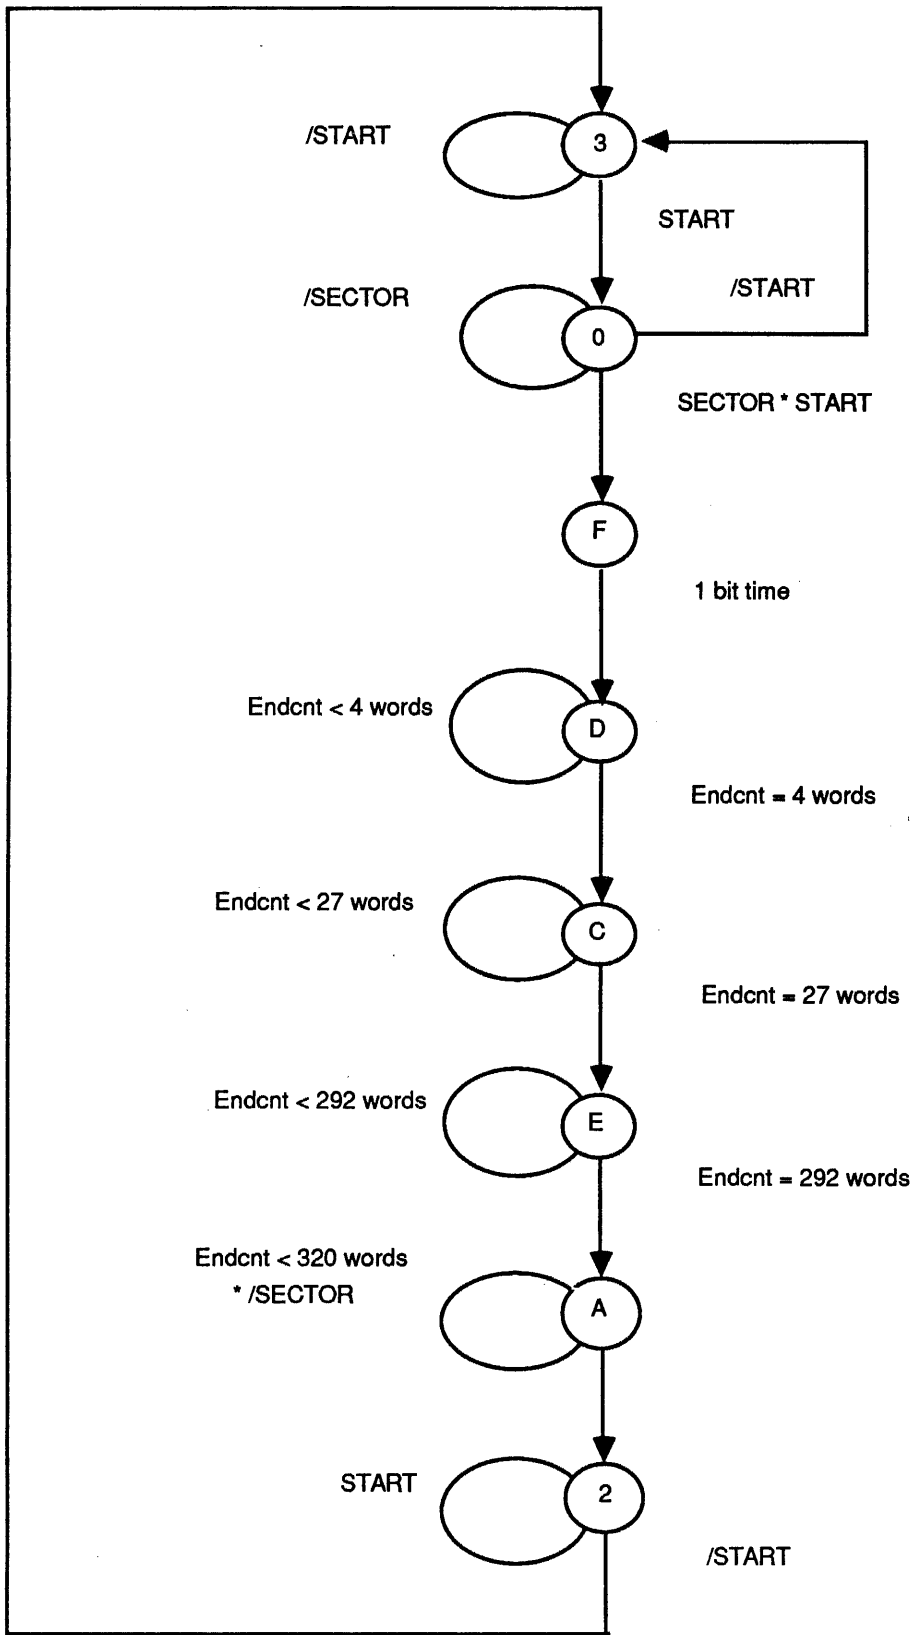 /START
3
START
/START
/SECTOR
0
SECTOR * START
F
1 bit time
Endcnt < 4 words
D
Endcnt = 4 words
Endcnt < 27 words
C
Endcnt = 27 words
Endcnt < 292 words
E
Endcnt = 292 words
Endcnt < 320 words
* /SECTOR
A
START
2
/START